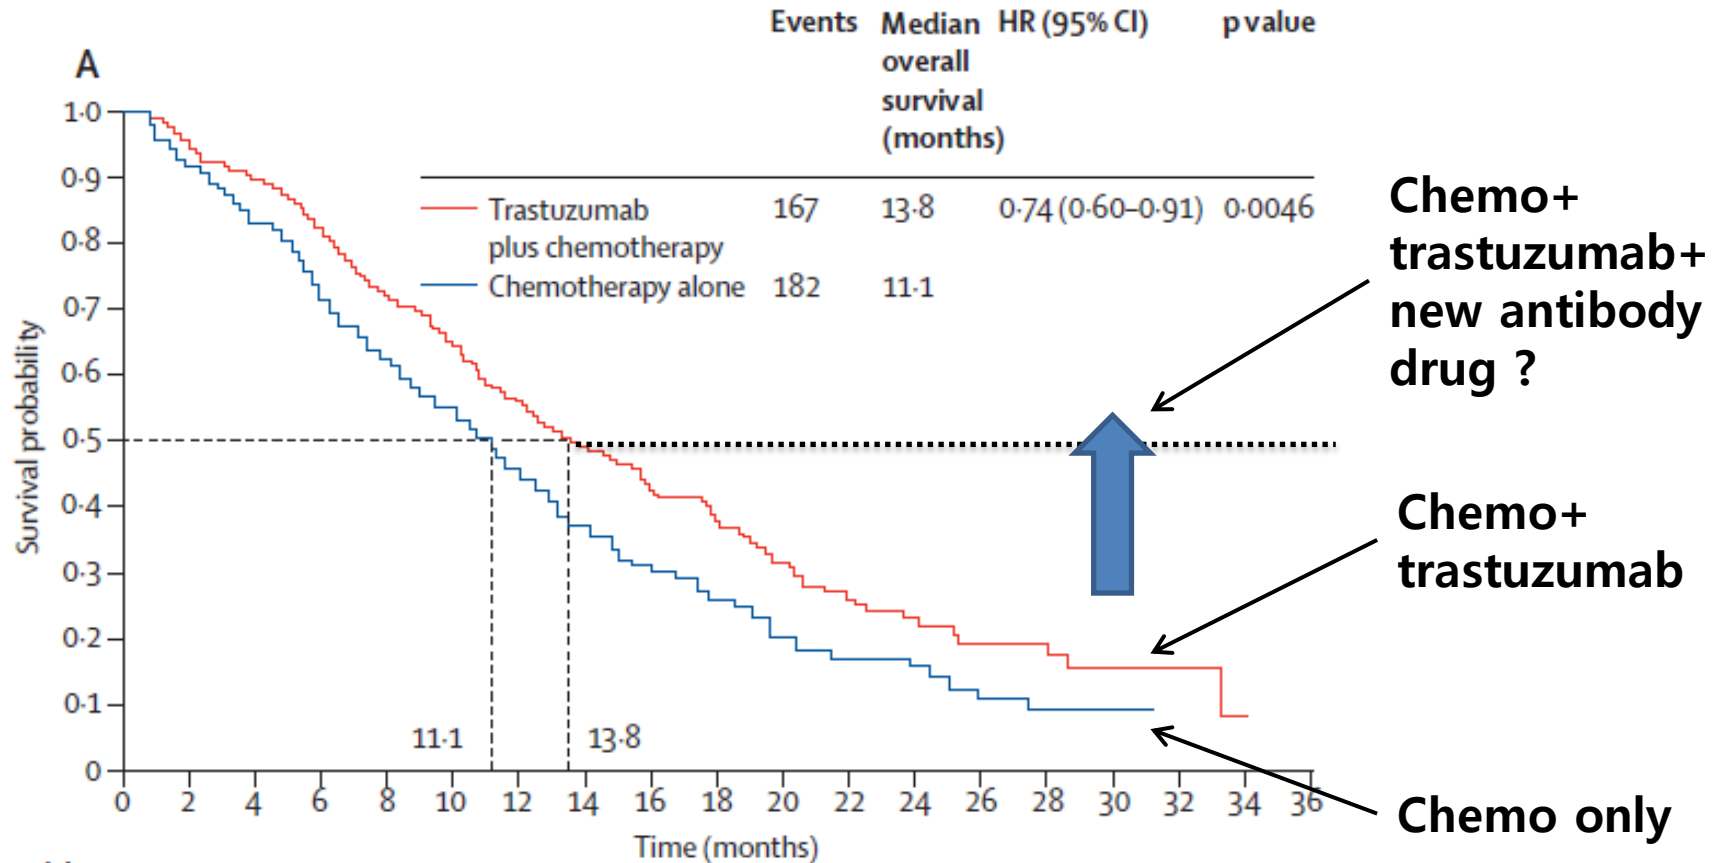 Events Median overall survival (months) HR (95% CI) p value
A
Trastuzumab plus chemotherapy 167 13·8 0·74 (0·60–0·91) 0·0046
Chemotherapy alone 182 11·1
Survival probability
1·0
0·9
0·8
0·7
0·6
0·5
0·4
0·3
0·2
0·1
0
11·1
13·8
0 2 4 6 8 10 12 14 16 18 20 22 24 26 28 30 32 34 36
Time (months)
Chemo+
trastuzumab+
new antibody
drug ?
Chemo+
trastuzumab
Chemo only